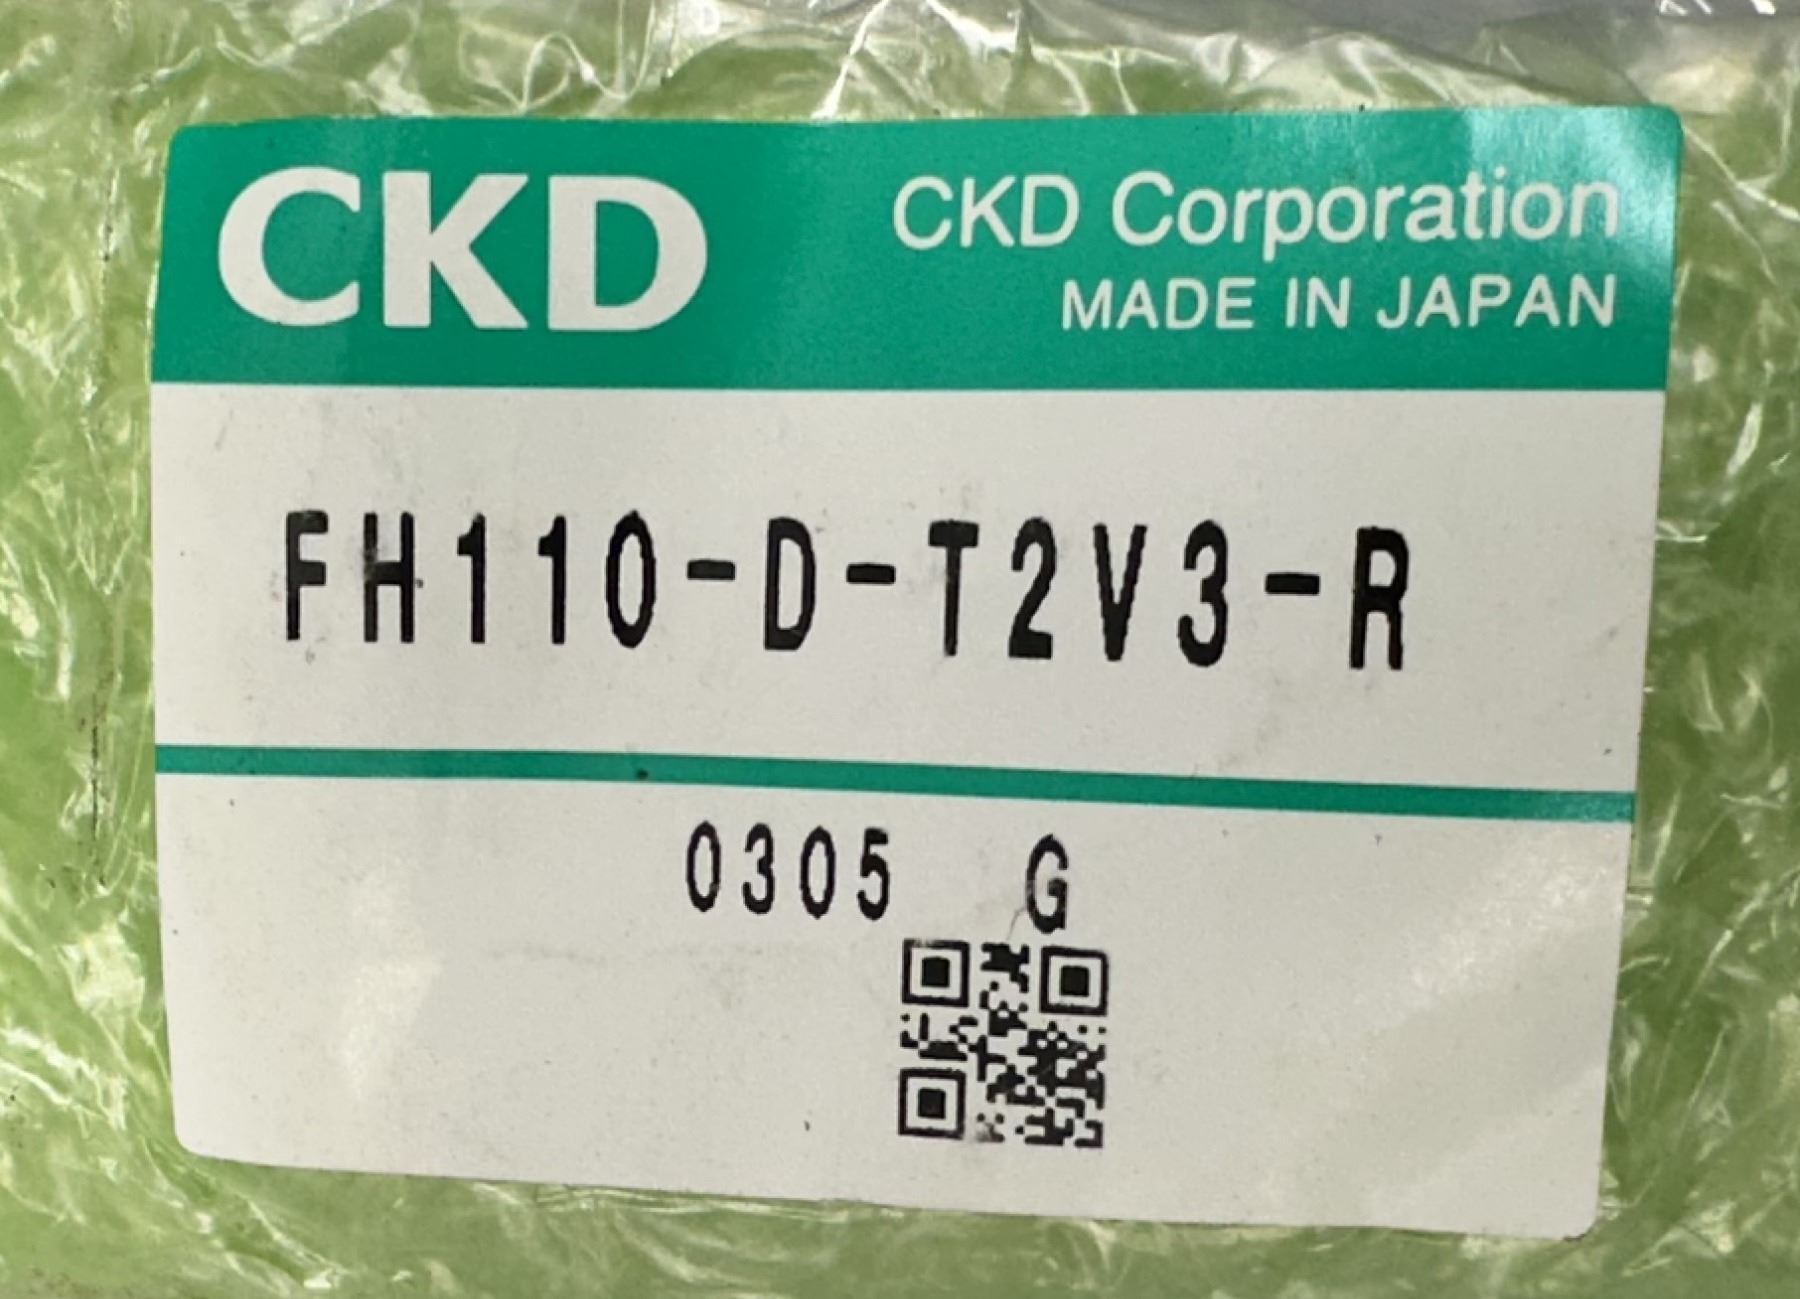 CKD
CKD Corporation
MADE IN JAPAN
FH110-D-T2V3-R
0305 G